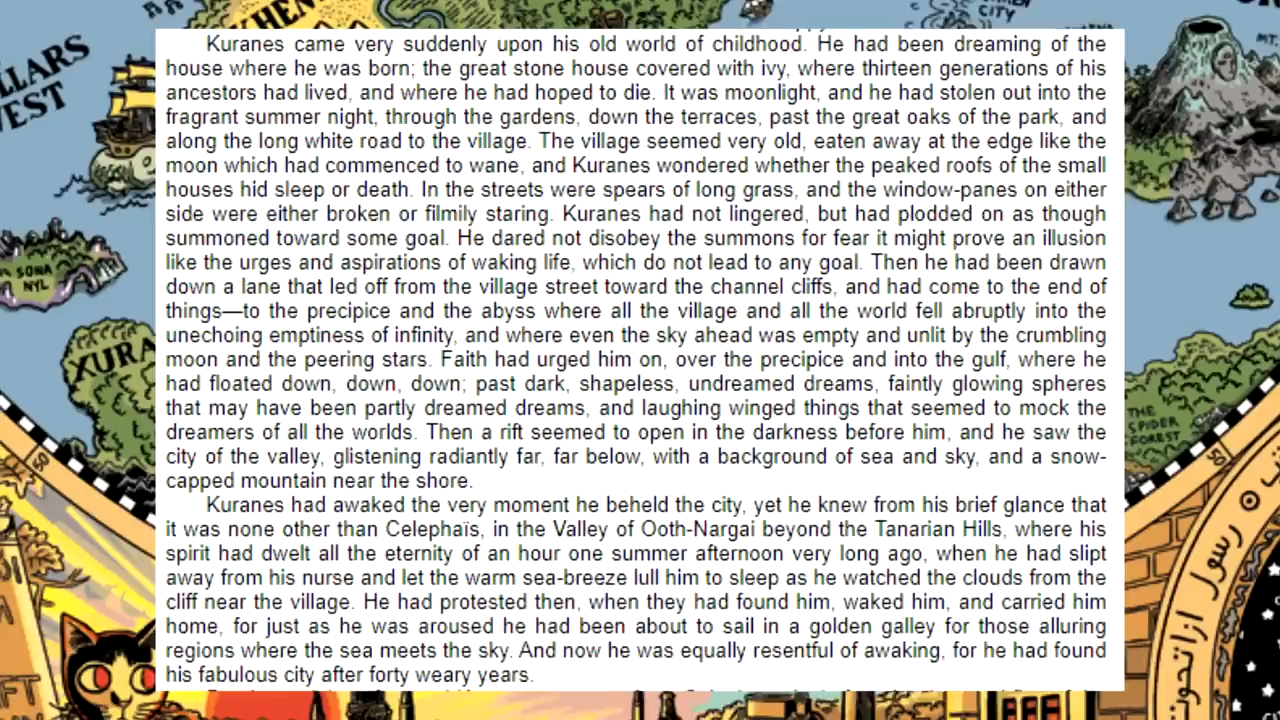 Kuranes came very suddenly upon his old world of childhood. He had been dreaming of the
house where he was born; the great stone house covered with ivy, where thirteen generations of his
ancestors had lived, and where he had hoped to die. It was moonlight, and he had stolen out into the
fragrant summer night, through the gardens, down the terraces, past the great oaks of the park, and
along the long white road to the village. The village seemed very old, eaten away at the edge like the
moon which had commenced to wane, and Kuranes wondered whether the peaked roofs of the small
houses hid sleep or death. In the streets were spears of long grass, and the window-panes on either
side were either broken or filmily staring. Kuranes had not lingered, but had plodded on as though
summoned toward some goal. He dared not disobey the summons for fear it might prove an illusion
like the urges and aspirations of waking life, which do not lead to any goal. Then he had been drawn
down a lane that led off from the village street toward the channel cliffs, and had come to the end of
things—to the precipice and the abyss where all the village and all the world fell abruptly into the
unechoing emptiness of infinity, and where even the sky ahead was empty and unlit by the crumbling
moon and the peering stars. Faith had urged him on, over the precipice and into the gulf, where he
had floated down, down, down; past dark, shapeless, undreamed dreams, faintly glowing spheres
that may have been partly dreamed dreams, and laughing winged things that seemed to mock the
dreamers of all the worlds. Then a rift seemed to open in the darkness before him, and he saw the
city of the valley, glistening radiantly far, far below, with a background of sea and sky, and a snow-
capped mountain near the shore.
Kuranes had awaked the very moment he beheld the city, yet he knew from his brief glance that
it was none other than Celephaïs, in the Valley of Ooth-Nargai beyond the Tanarian Hills, where his
spirit had dwelt all the eternity of an hour one summer afternoon very long ago, when he had slipt
away from his nurse and let the warm sea-breeze lull him to sleep as he watched the clouds from the
cliff near the village. He had protested then, when they had found him, waked him, and carried him
home, for just as he was aroused he had been about to sail in a golden galley for those alluring
regions where the sea meets the sky. And now he was equally resentful of awaking, for he had found
his fabulous city after forty weary years.
CITY
MT.
SONA
NYL
XURA
THE
SPIDER
FOREST
50
50